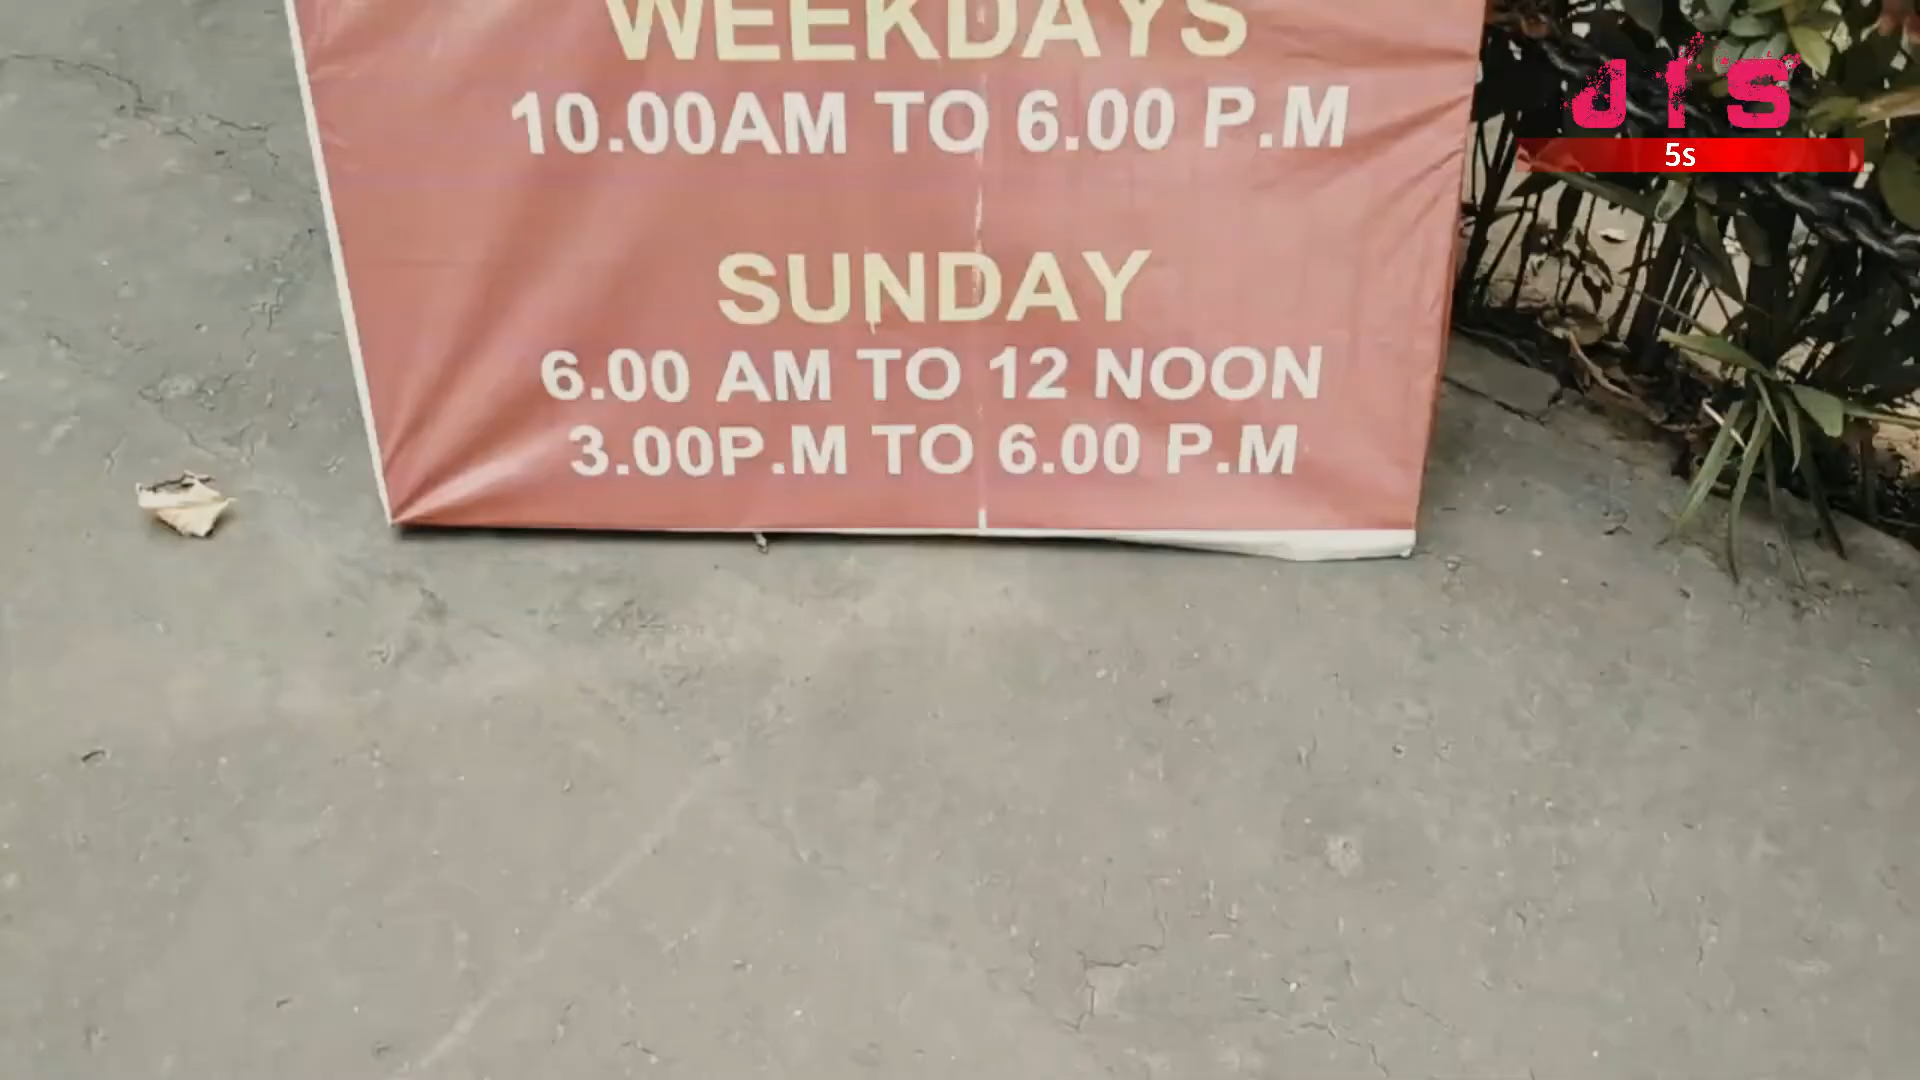 WEEKDAYS
10.00AM TO 6.00 P.M
SUNDAY
6.00 AM TO 12 NOON
3.00P.M TO 6.00 P.M
5s